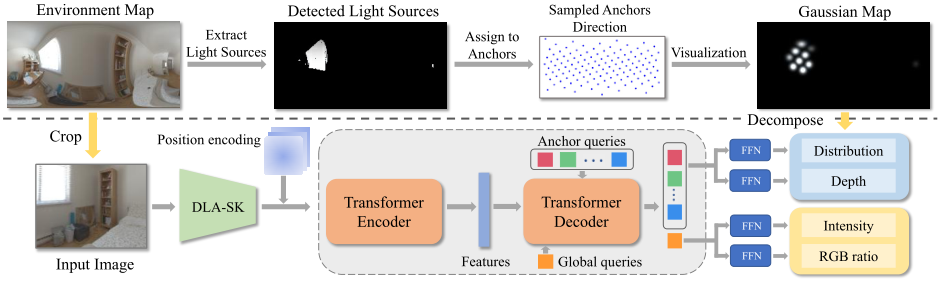 Environment Map
Extract
Light Sources
Detected Light Sources
Assign to
Anchors
Sampled Anchors
Direction
Visualization
Gaussian Map
Crop
Decompose
Input Image
DLA-SK
Position encoding
Transformer
Encoder
Features
Anchor queries
Transformer
Decoder
Global queries
FFN
FFN
Distribution
Depth
FFN
FFN
Intensity
RGB ratio